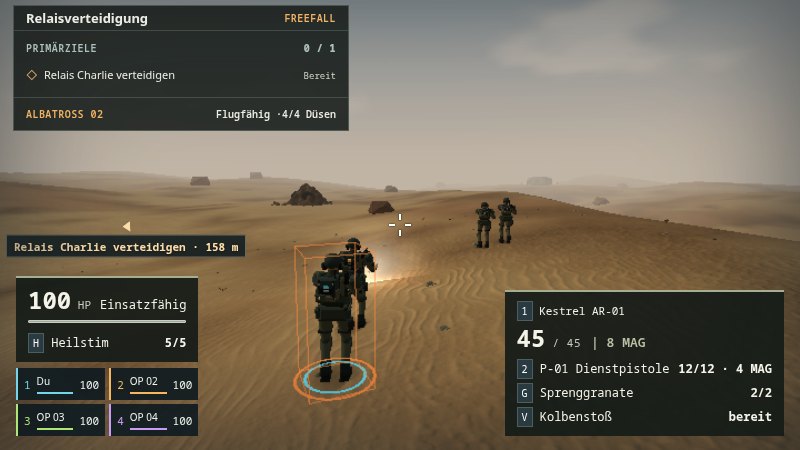 Relaisverteidigung FREEFALL
PRIMÄRZIELE 0 / 1
Relais Charlie verteidigen Bereit
ALBATROSS 02 Flugfähig ·4/4 Düsen
Relais Charlie verteidigen · 158 m
100 HP Einsatzfähig
H Heilstim 5/5
1 Du 100 2 OP 02 100
3 OP 03 100 4 OP 04 100
1 Kestrel AR-01
45 / 45 | 8 MAG
2 P-01 Dienstpistole 12/12 · 4 MAG
G Sprenggranate 2/2
V Kolbenstoß bereit